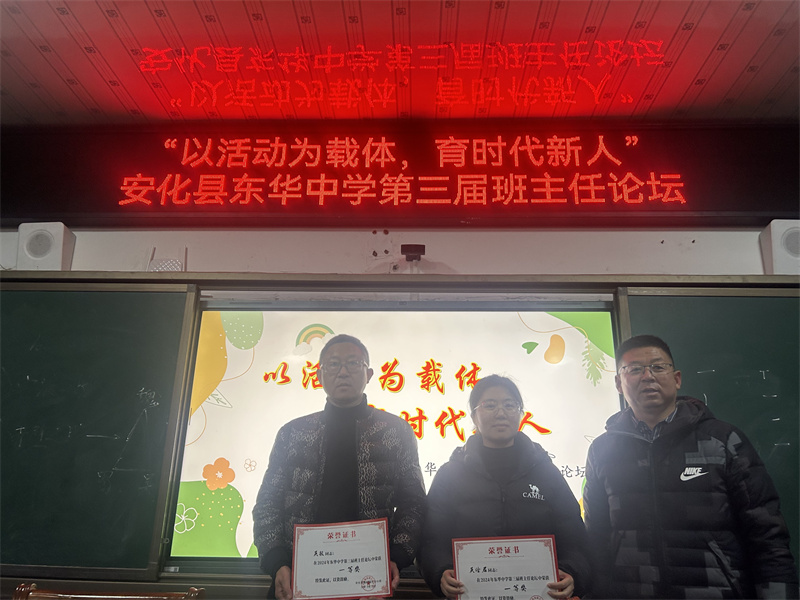 “以活动为载体，育时代新人”
安化县东华中学第三届班主任论坛
以活 为载体
时代 人
华
论坛
CAMEL
NIKE
荣誉证书
一等奖
荣誉证书
一等奖